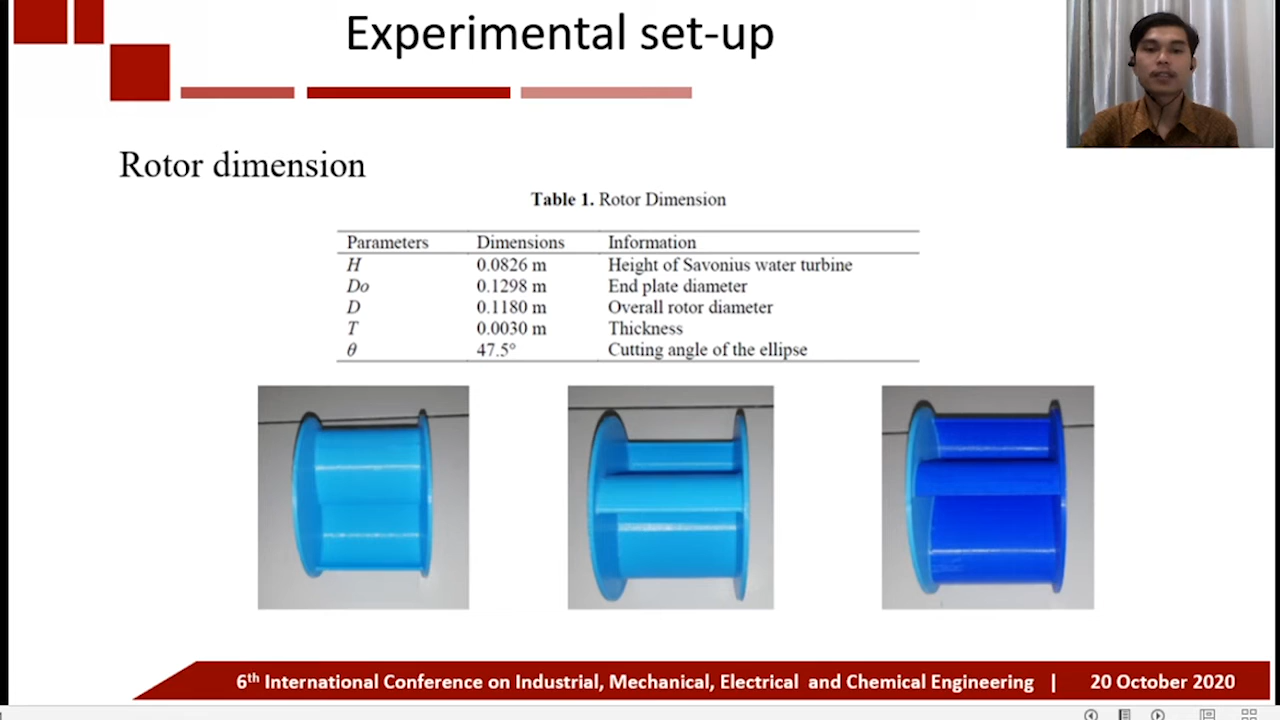 Experimental set-up
Rotor dimension
Table 1. Rotor Dimension
Parameters Dimensions Information
H 0.0826 m Height of Savonius water turbine
Do 0.1298 m End plate diameter
D 0.1180 m Overall rotor diameter
T 0.0030 m Thickness
θ 47.5° Cutting angle of the ellipse
6th International Conference on Industrial, Mechanical, Electrical and Chemical Engineering | 20 October 2020